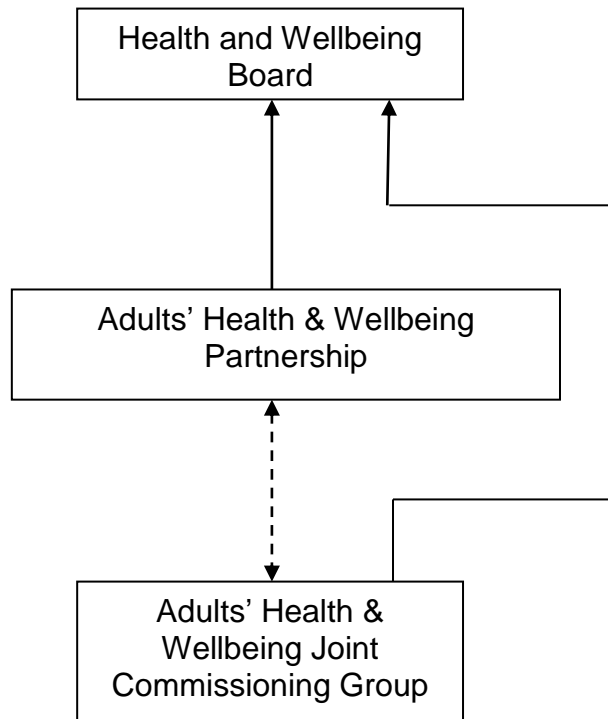 Health and Wellbeing
Board
Adults’ Health & Wellbeing
Partnership
Adults’ Health &
Wellbeing Joint
Commissioning Group